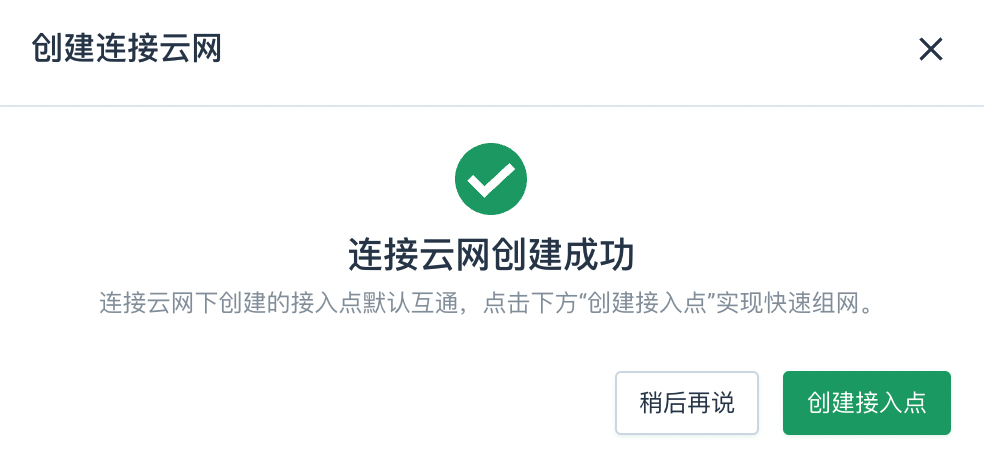 创建连接云网
连接云网创建成功
连接云网下创建的接入点默认互通，点击下方“创建接入点”实现快速组网。
稍后再说
创建接入点